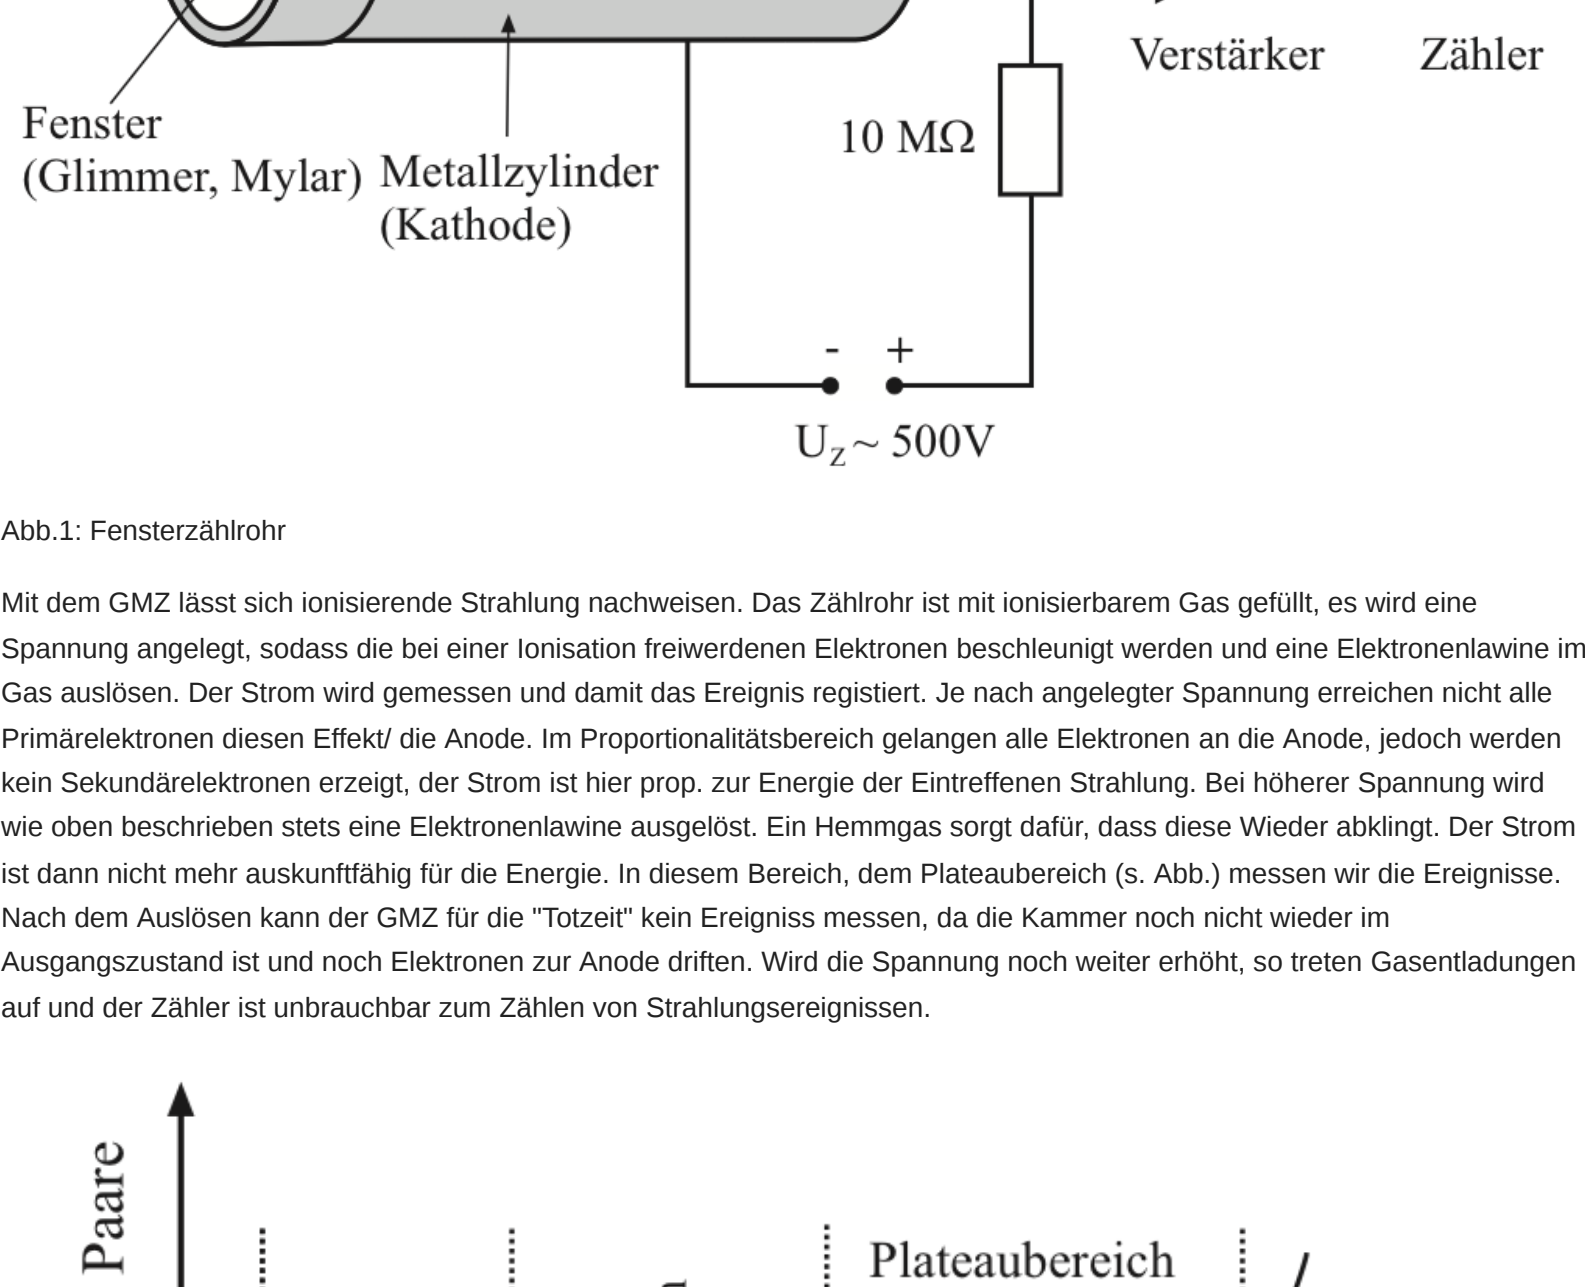 Verstärker
Zähler
Fenster
(Glimmer, Mylar)
Metallzylinder
(Kathode)
10 MΩ
- +
U_Z ~ 500V
Abb.1: Fensterzählrohr
Mit dem GMZ lässt sich ionisierende Strahlung nachweisen. Das Zählrohr ist mit ionisierbarem Gas gefüllt, es wird eine
Spannung angelegt, sodass die bei einer Ionisation freiwerdenen Elektronen beschleunigt werden und eine Elektronenlawine im
Gas auslösen. Der Strom wird gemessen und damit das Ereignis registiert. Je nach angelegter Spannung erreichen nicht alle
Primärelektronen diesen Effekt/ die Anode. Im Proportionalitätsbereich gelangen alle Elektronen an die Anode, jedoch werden
kein Sekundärelektronen erzeigt, der Strom ist hier prop. zur Energie der Eintreffenen Strahlung. Bei höherer Spannung wird
wie oben beschrieben stets eine Elektronenlawine ausgelöst. Ein Hemmgas sorgt dafür, dass diese Wieder abklingt. Der Strom
ist dann nicht mehr auskunftfähig für die Energie. In diesem Bereich, dem Plateaubereich (s. Abb.) messen wir die Ereignisse.
Nach dem Auslösen kann der GMZ für die "Totzeit" kein Ereigniss messen, da die Kammer noch nicht wieder im
Ausgangszustand ist und noch Elektronen zur Anode driften. Wird die Spannung noch weiter erhöht, so treten Gasentladungen
auf und der Zähler ist unbrauchbar zum Zählen von Strahlungsereignissen.
Paare
Plateaubereich